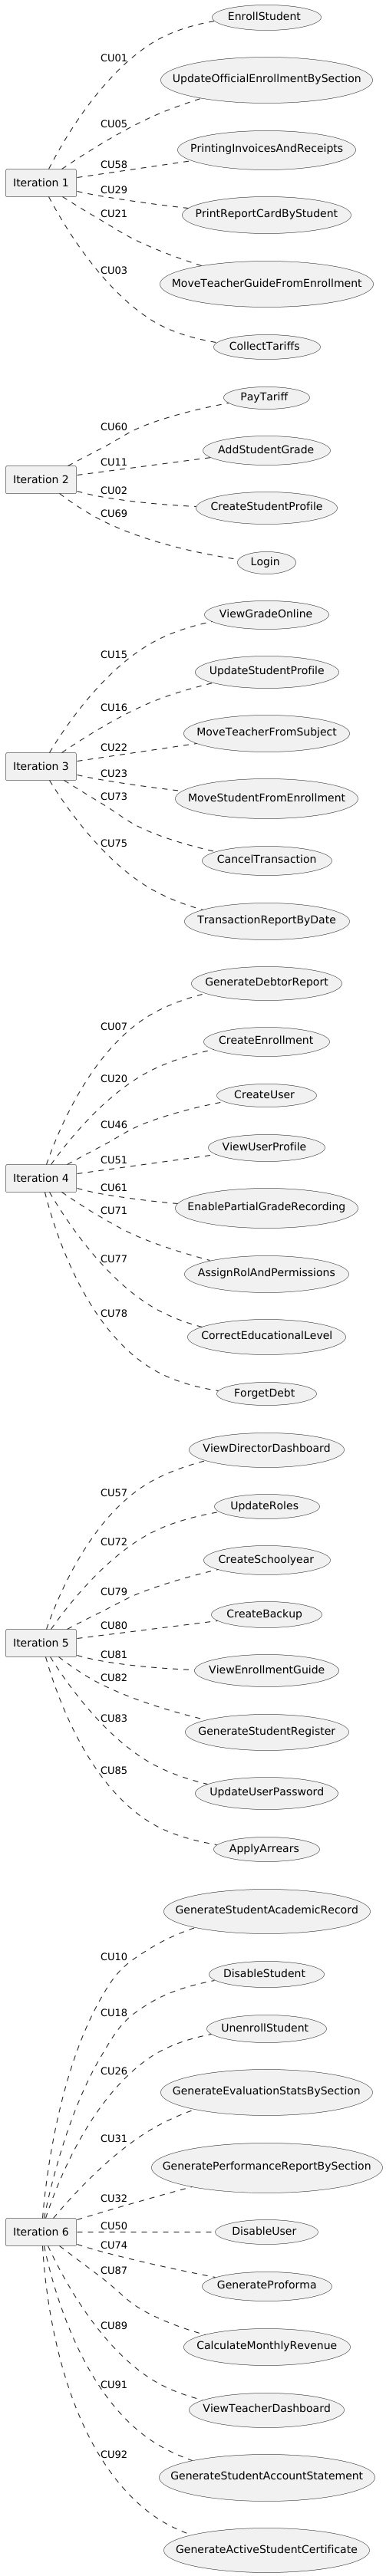 EnrollStudent
CU01
UpdateOfficialEnrollmentBySection
CU05
PrintingInvoicesAndReceipts
CU58
Iteration 1
CU29
PrintReportCardByStudent
CU21
MoveTeacherGuideFromEnrollment
CU03
CollectTariffs
PayTariff
CU60
AddStudentGrade
CU11
Iteration 2
CU02
CreateStudentProfile
CU69
Login
ViewGradeOnline
CU15
UpdateStudentProfile
CU16
MoveTeacherFromSubject
CU22
Iteration 3
CU23
MoveStudentFromEnrollment
CU73
CancelTransaction
CU75
TransactionReportByDate
GenerateDebtorReport
CU07
CreateEnrollment
CU20
CreateUser
CU46
ViewUserProfile
CU51
Iteration 4
CU61
EnablePartialGradeRecording
CU71
AssignRolAndPermissions
CU77
CorrectEducationalLevel
CU78
ForgetDebt
ViewDirectorDashboard
CU57
UpdateRoles
CU72
CreateSchoolyear
CU79
CreateBackup
CU80
Iteration 5
CU81
ViewEnrollmentGuide
CU82
GenerateStudentRegister
CU83
UpdateUserPassword
CU85
ApplyArrears
GenerateStudentAcademicRecord
CU10
DisableStudent
CU18
UnenrollStudent
CU26
GenerateEvaluationStatsBySection
CU31
GeneratePerformanceReportBySection
CU32
Iteration 6
CU50
DisableUser
CU74
GenerateProforma
CU87
CalculateMonthlyRevenue
CU89
ViewTeacherDashboard
CU91
GenerateStudentAccountStatement
CU92
GenerateActiveStudentCertificate